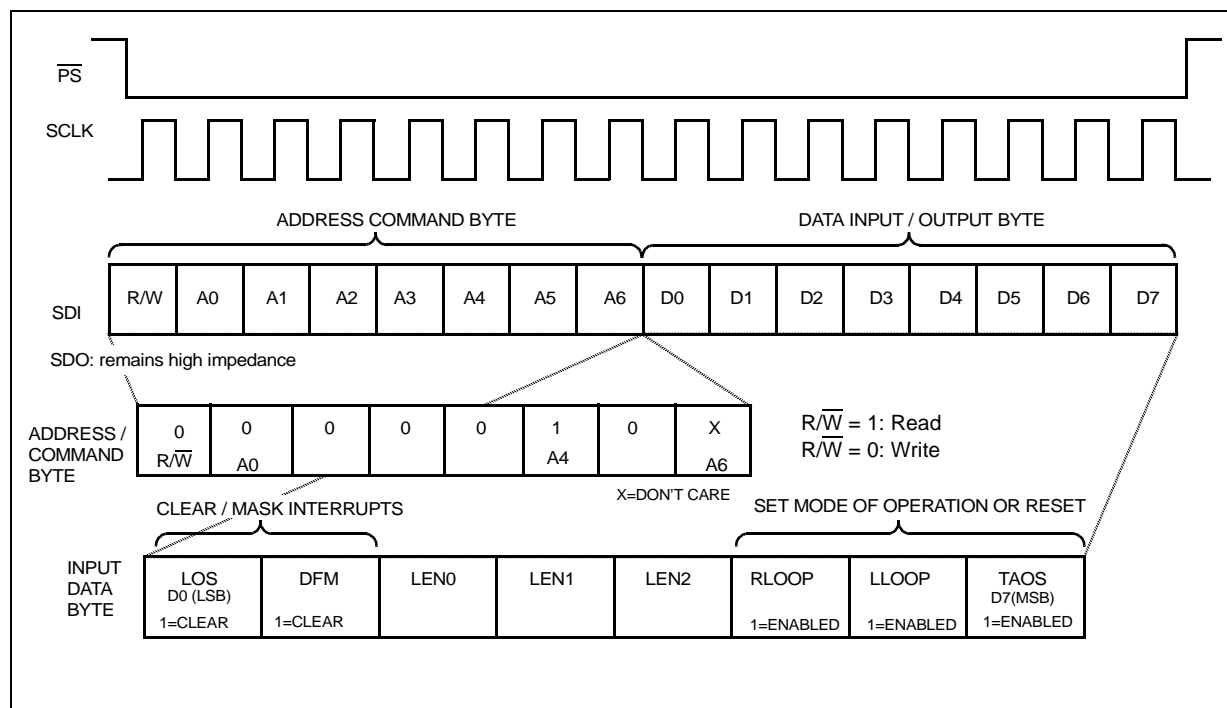 PS
SCLK
ADDRESS COMMAND BYTE DATA INPUT / OUTPUT BYTE
SDI R/W A0 A1 A2 A3 A4 A5 A6 D0 D1 D2 D3 D4 D5 D6 D7
SDO: remains high impedance
ADDRESS /
COMMAND
BYTE
0 0 0 0 0 1 0 X
R/W A0 A4 A6
R/W = 1: Read
R/W = 0: Write
X=DON'T CARE
CLEAR / MASK INTERRUPTS SET MODE OF OPERATION OR RESET
INPUT
DATA
BYTE
LOS DFM LEN0 LEN1 LEN2 RLOOP LLOOP TAOS
D0 (LSB) D7(MSB)
1=CLEAR 1=CLEAR 1=ENABLED 1=ENABLED 1=ENABLED